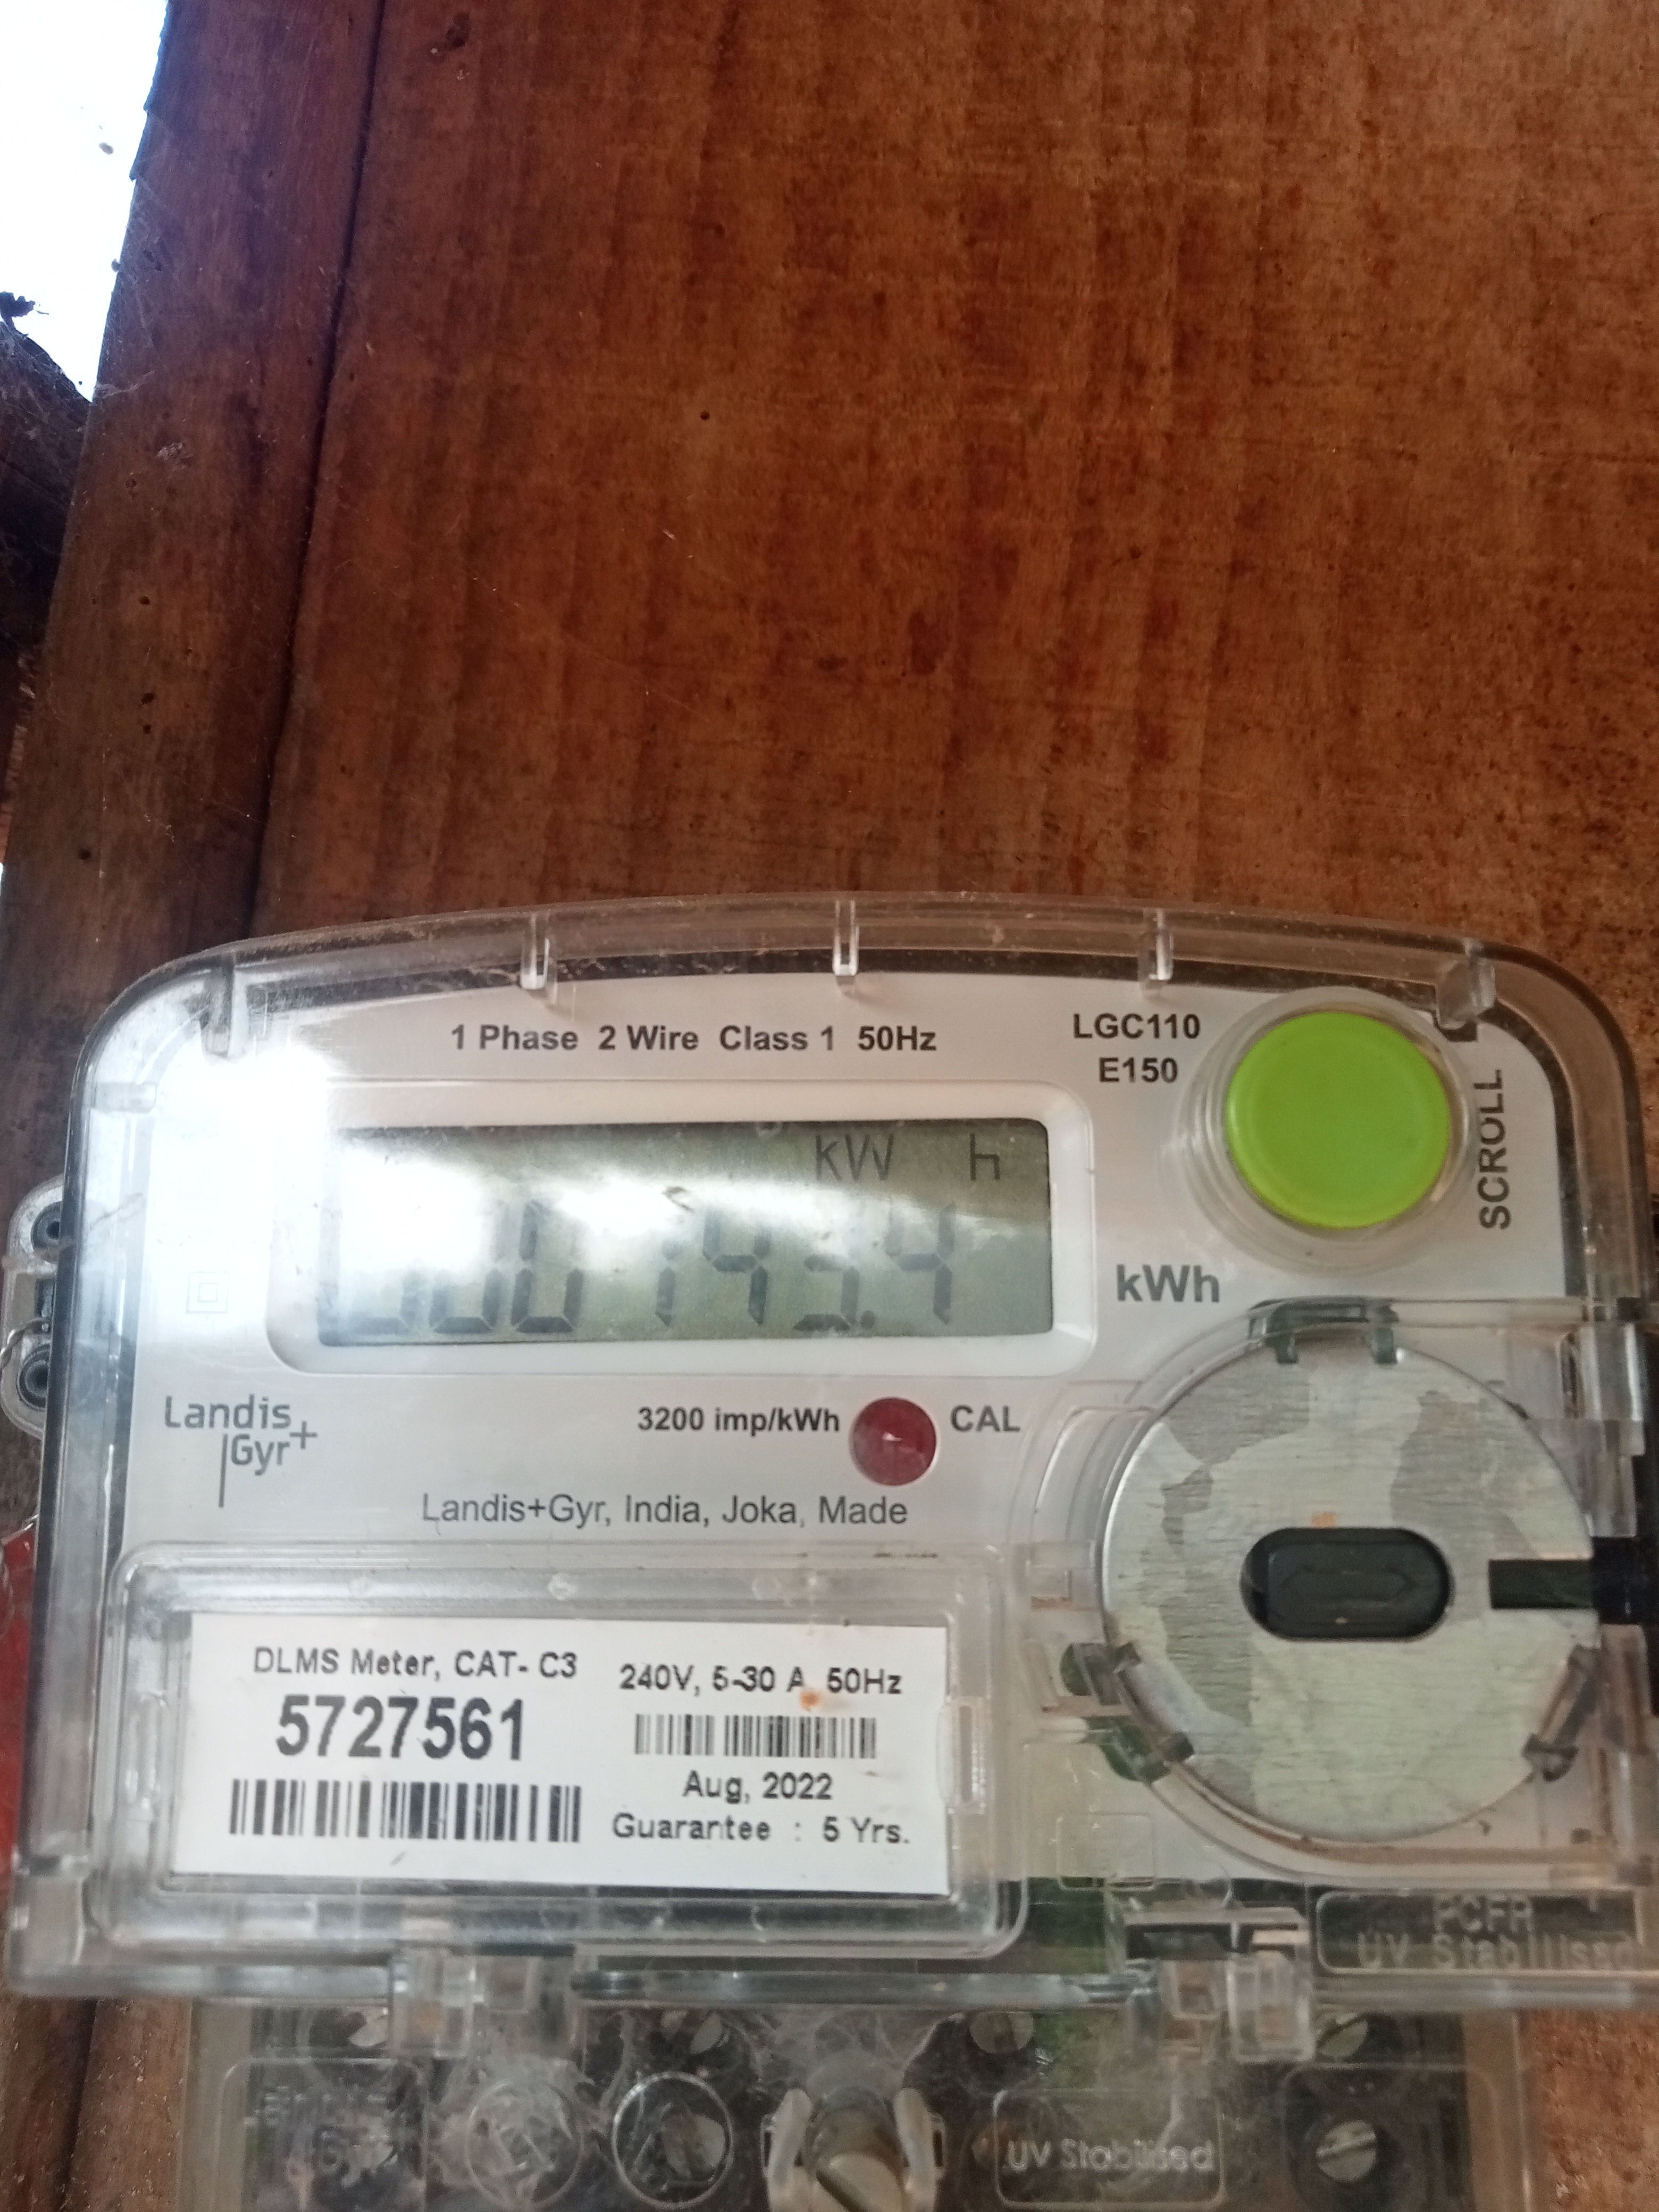 1 Phase 2 Wire Class 1 50Hz
LGC110
E150
SCROLL
kW h
kWh
Landis
Gyr+
3200 imp/kWh
CAL
Landis+Gyr, India, Joka, Made
DLMS Meter, CAT- C3
5727561
240V, 5-30 A 50Hz
Aug, 2022
Guarantee : 5 Yrs.
UV Stabilised
UV Stabilised